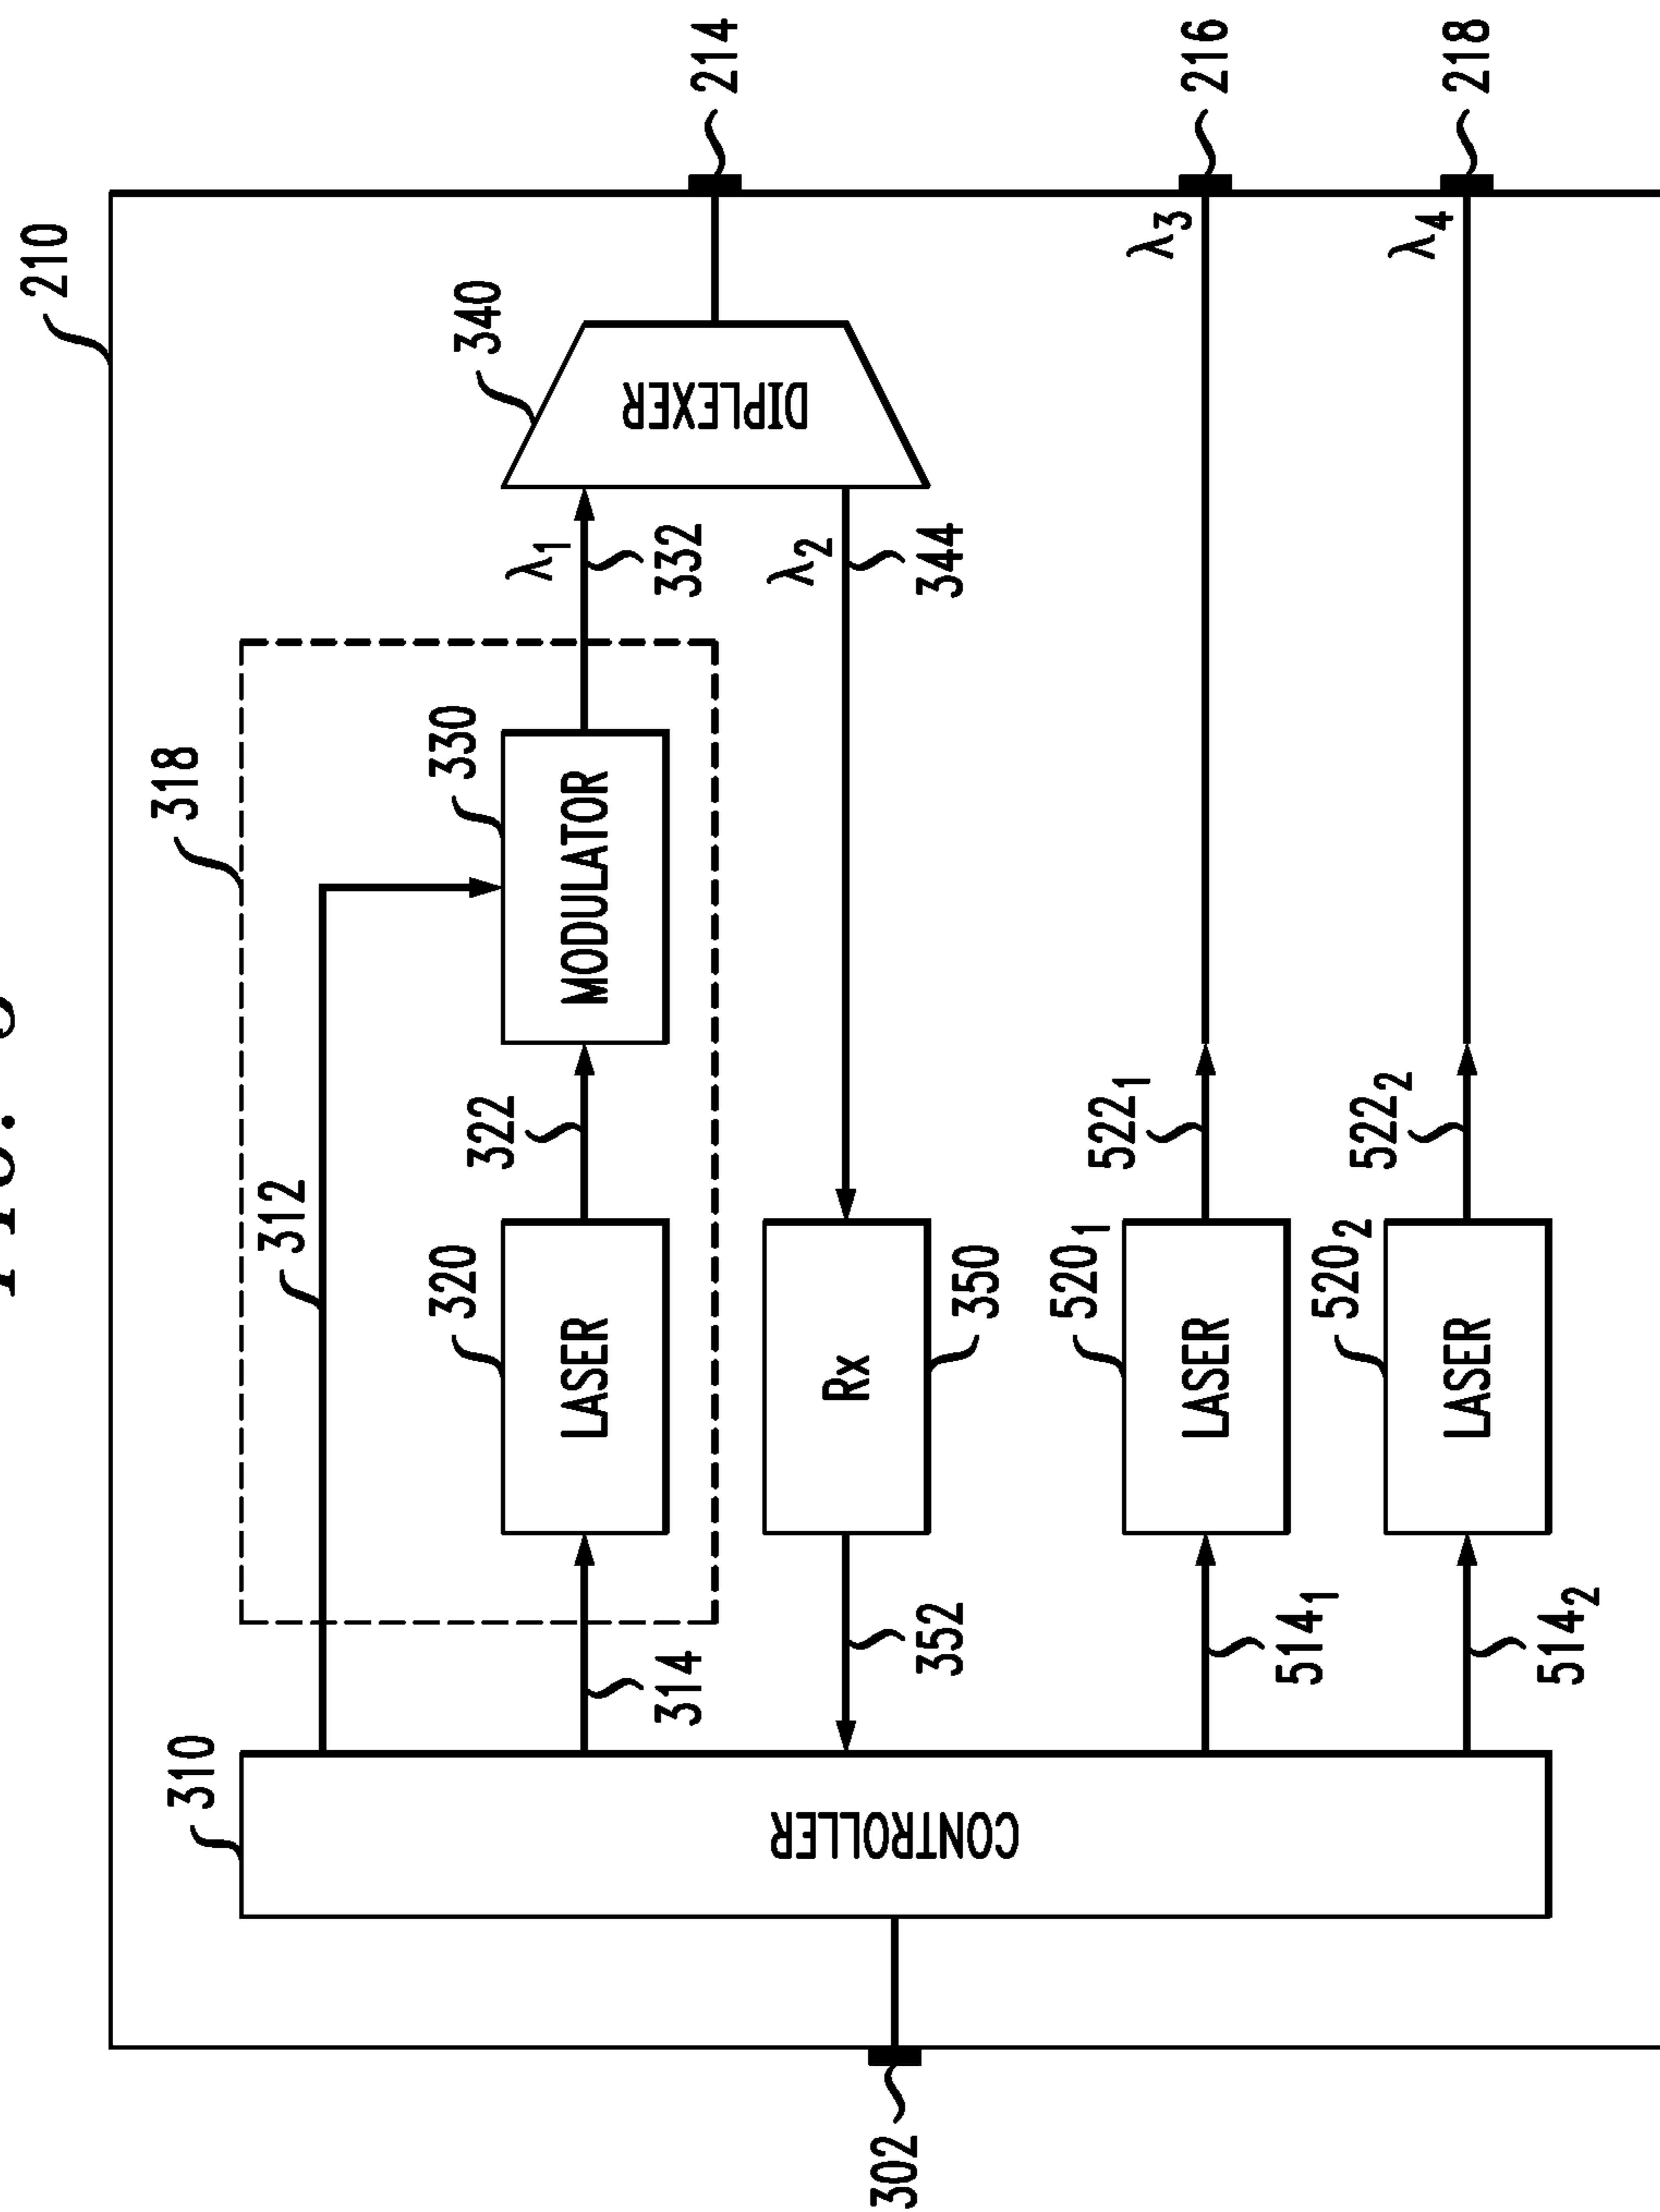 210
318
310
312
320
330
340
322
λ1
LASER
MODULATOR
314
332
DIPLEXER
214
λ2
Rx
302
CONTROLLER
352
344
350
520₁
522₁
λ3
LASER
216
514₁
520₂
522₂
λ4
LASER
218
514₂